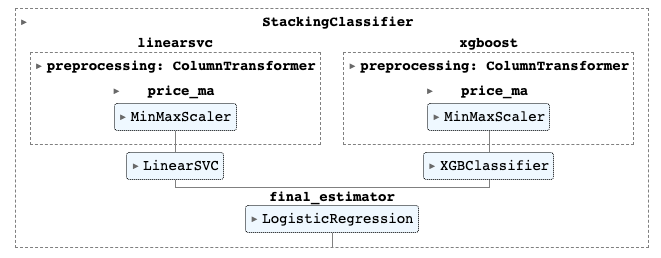 StackingClassifier
linearsvc
xgboost
preprocessing: ColumnTransformer
preprocessing: ColumnTransformer
price_ma
price_ma
MinMaxScaler
MinMaxScaler
LinearSVC
XGBClassifier
final_estimator
LogisticRegression